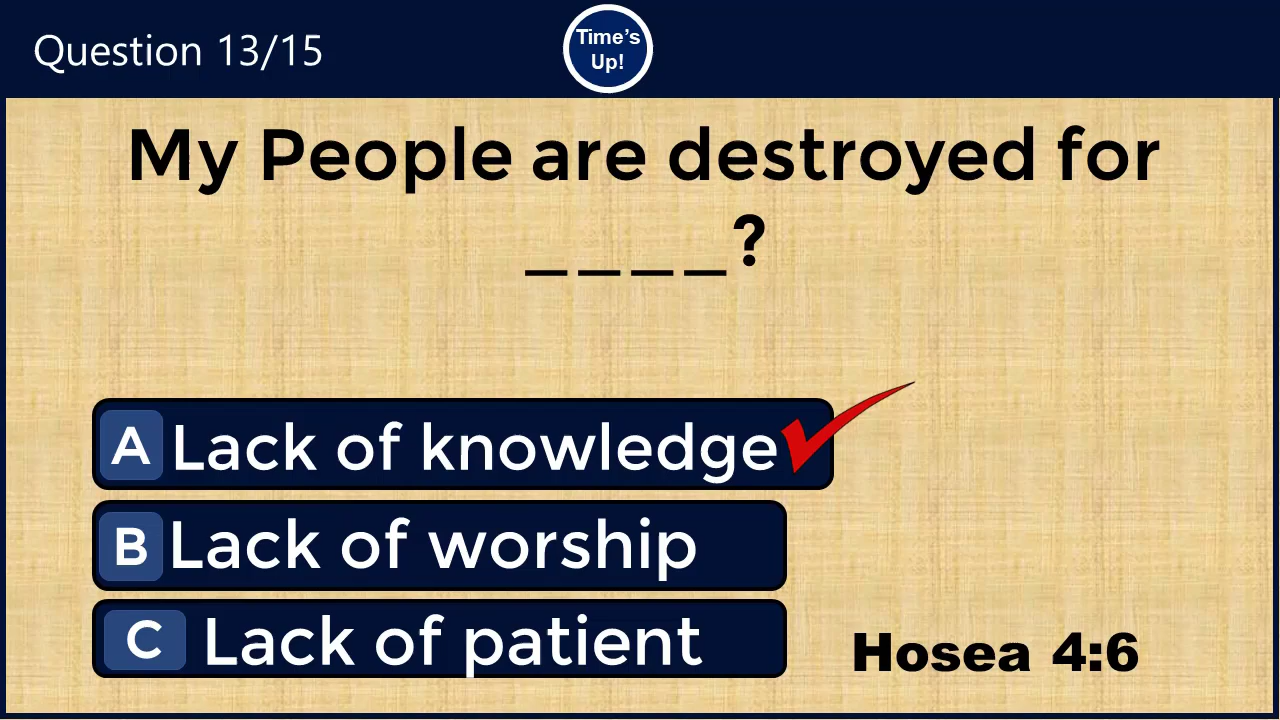 Question 13/15
Time's
Up!
My People are destroyed for
____?
A Lack of knowledge
B Lack of worship
C Lack of patient
Hosea 4:6